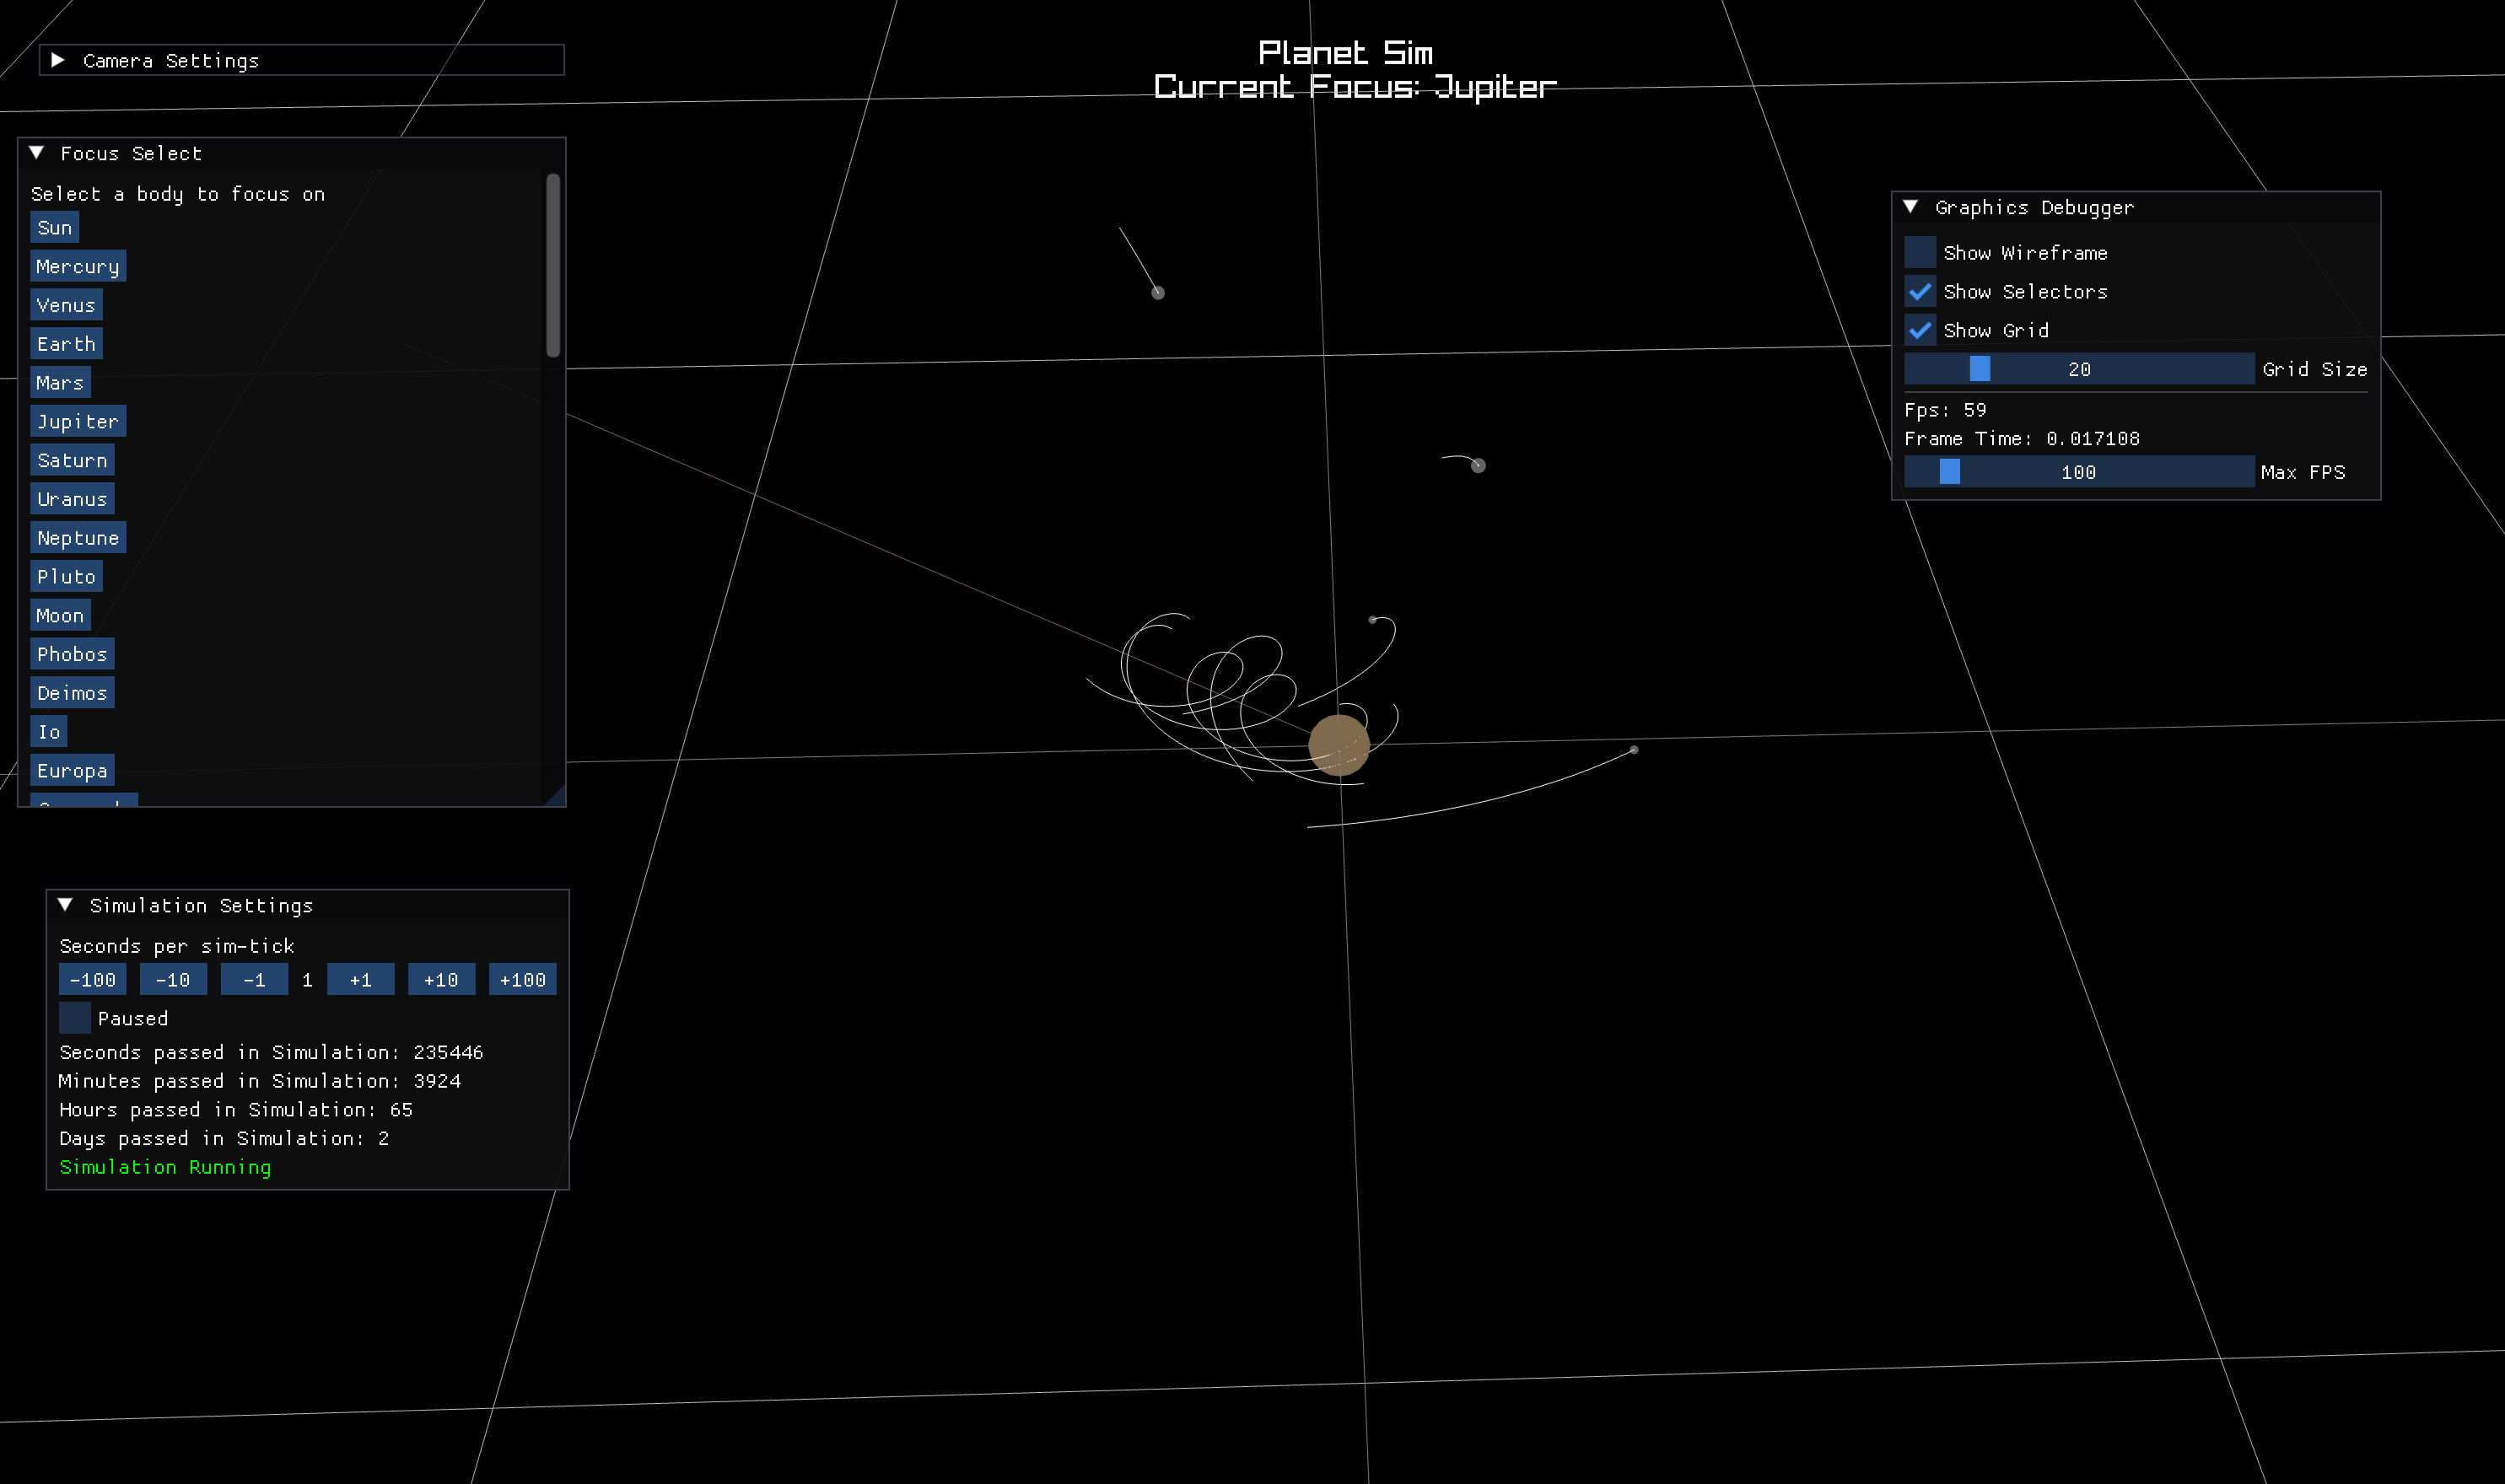 Planet Sim
Current Focus: Jupiter
Camera Settings
Focus Select
Select a body to focus on
Sun
Mercury
Venus
Earth
Mars
Jupiter
Saturn
Uranus
Neptune
Pluto
Moon
Phobos
Deimos
Io
Europa
Graphics Debugger
Show Wireframe
Show Selectors
Show Grid
20 Grid Size
Fps: 59
Frame Time: 0.017108
100 Max FPS
Simulation Settings
Seconds per sim-tick
-100 -10 -1 1 +1 +10 +100
Paused
Seconds passed in Simulation: 235446
Minutes passed in Simulation: 3924
Hours passed in Simulation: 65
Days passed in Simulation: 2
Simulation Running